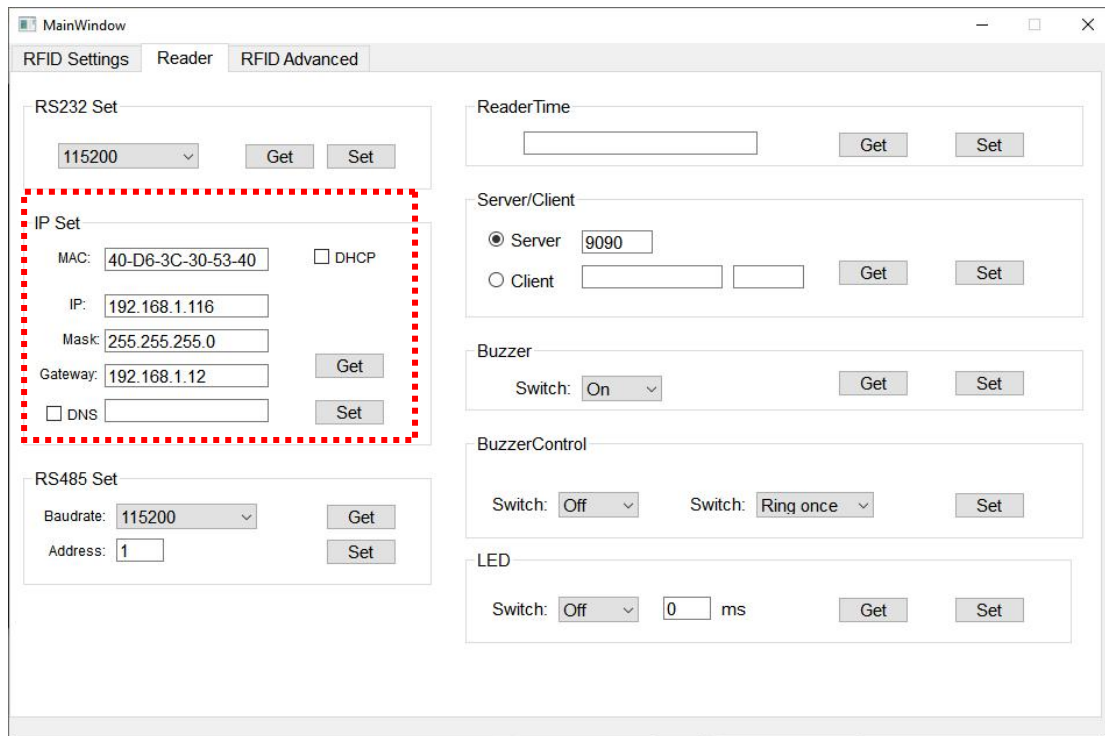 MainWindow
RFID Settings Reader RFID Advanced
RS232 Set
115200 Get Set
IP Set
MAC: 40-D6-3C-30-53-40 DHCP
IP: 192.168.1.116
Mask: 255.255.255.0
Gateway: 192.168.1.12 Get
DNS Set
RS485 Set
Baudrate: 115200 Get
Address: 1 Set
ReaderTime
Get Set
Server/Client
Server 9090
Client Get Set
Buzzer
Switch: On Get Set
BuzzerControl
Switch: Off Switch: Ring once Set
LED
Switch: Off 0 ms Get Set